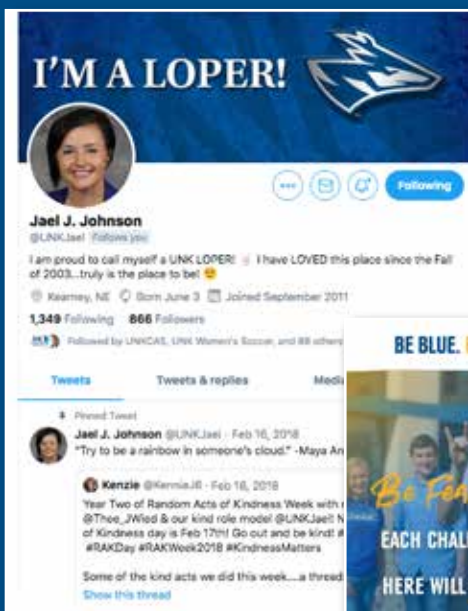 I'M A LOPER!
Following
Jael J. Johnson
@UNKJael Follows you
I am proud to call myself a UNK LOPER! I have LOVED this place since the Fall
of 2003...truly is the place to be! 😊
Kearney, NE Born June 3 Joined September 2011
1,349 Following 866 Followers
Followed by UNKCAS, UNK Women's Soccer, and 88 others
Tweets Tweets & replies Media
Pinned Tweet
Jael J. Johnson @UNKJael · Feb 16, 2018
"Try to be a rainbow in someone's cloud." -Maya An
Kenzie @KennieJ6 · Feb 16, 2018
Year Two of Random Acts of Kindness Week with
@Thee_JWied & our kind role model @UNKJael! N
of Kindness day is Feb 17th! Go out and be kind! #
#RAKDay #RAKWeek2018 #KindnessMatters
Some of the kind acts we did this week....a thread
Show this thread
BE BLUE.
Be Fea
EACH CHAL
HERE WILL